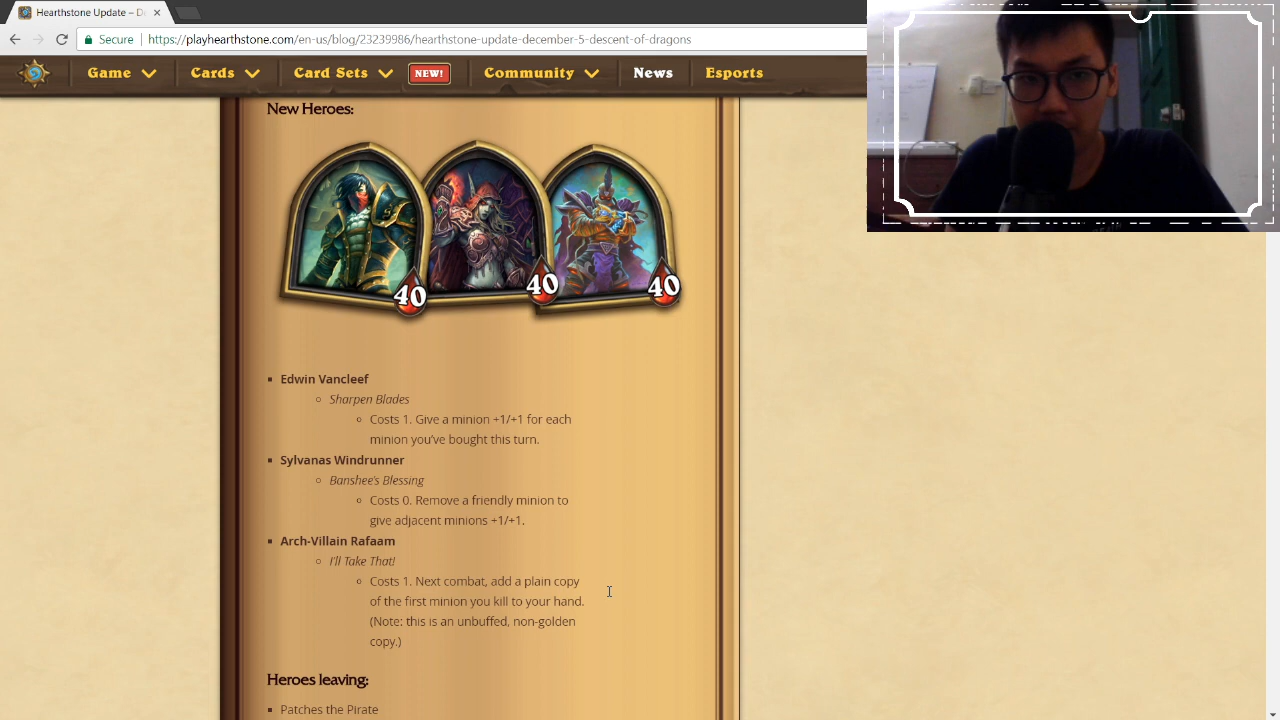 Hearthstone Update – De
Secure
https://playhearthstone.com/en-us/blog/23239986/hearthstone-update-december-5-descent-of-dragons
Game Cards Card Sets NEW! Community News Esports
New Heroes:
40 40 40
Edwin Vancleef
Sharpen Blades
Costs 1. Give a minion +1/+1 for each
minion you've bought this turn.
Sylvanas Windrunner
Banshee's Blessing
Costs 0. Remove a friendly minion to
give adjacent minions +1/+1.
Arch-Villain Rafaam
I'll Take That!
Costs 1. Next combat, add a plain copy
of the first minion you kill to your hand.
(Note: this is an unbuffed, non-golden
copy.)
Heroes leaving:
Patches the Pirate